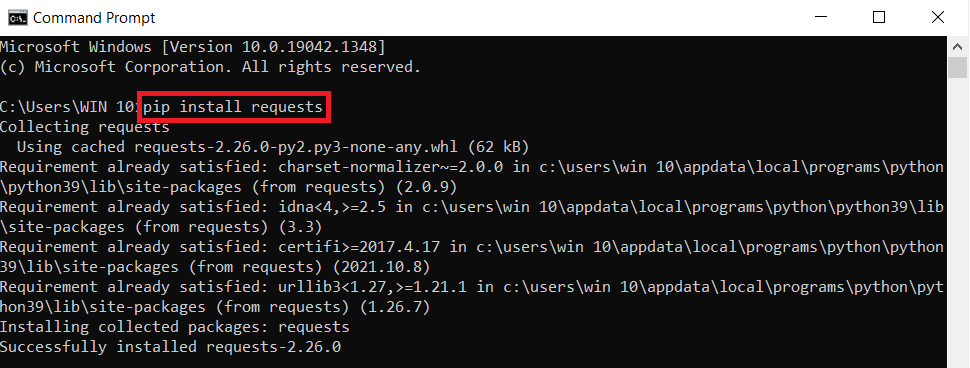 Command Prompt
Microsoft Windows [Version 10.0.19042.1348]
(c) Microsoft Corporation. All rights reserved.
C:\Users\WIN 10>pip install requests
Collecting requests
Using cached requests-2.26.0-py2.py3-none-any.whl (62 kB)
Requirement already satisfied: charset-normalizer~=2.0.0 in c:\users\win 10\appdata\local\programs\python
\python39\lib\site-packages (from requests) (2.0.9)
Requirement already satisfied: idna<4,>=2.5 in c:\users\win 10\appdata\local\programs\python\python39\lib
\site-packages (from requests) (3.3)
Requirement already satisfied: certifi>=2017.4.17 in c:\users\win 10\appdata\local\programs\python\python
39\lib\site-packages (from requests) (2021.10.8)
Requirement already satisfied: urllib3<1.27,>=1.21.1 in c:\users\win 10\appdata\local\programs\python\pyt
hon39\lib\site-packages (from requests) (1.26.7)
Installing collected packages: requests
Successfully installed requests-2.26.0